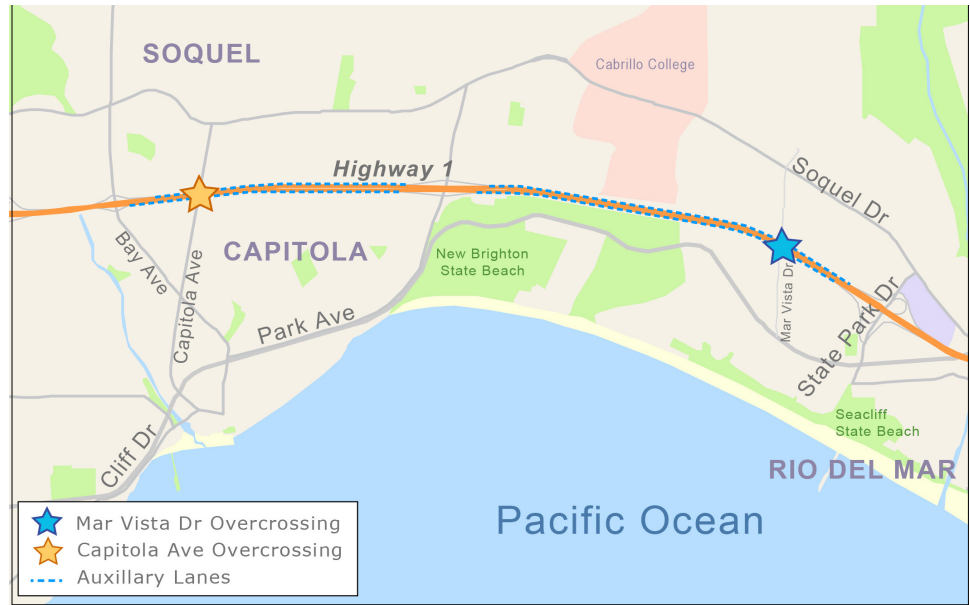 SOQUEL
Cabrillo College
Highway 1
Soquel Dr
Bay Ave
Capitola Ave
CAPITOLA
New Brighton
State Beach
Mar Vista Dr
Park Ave
State Park Dr
Cliff Dr
Seacliff
State Beach
RIO DEL MAR
Pacific Ocean
Mar Vista Dr Overcrossing
Capitola Ave Overcrossing
Auxillary Lanes